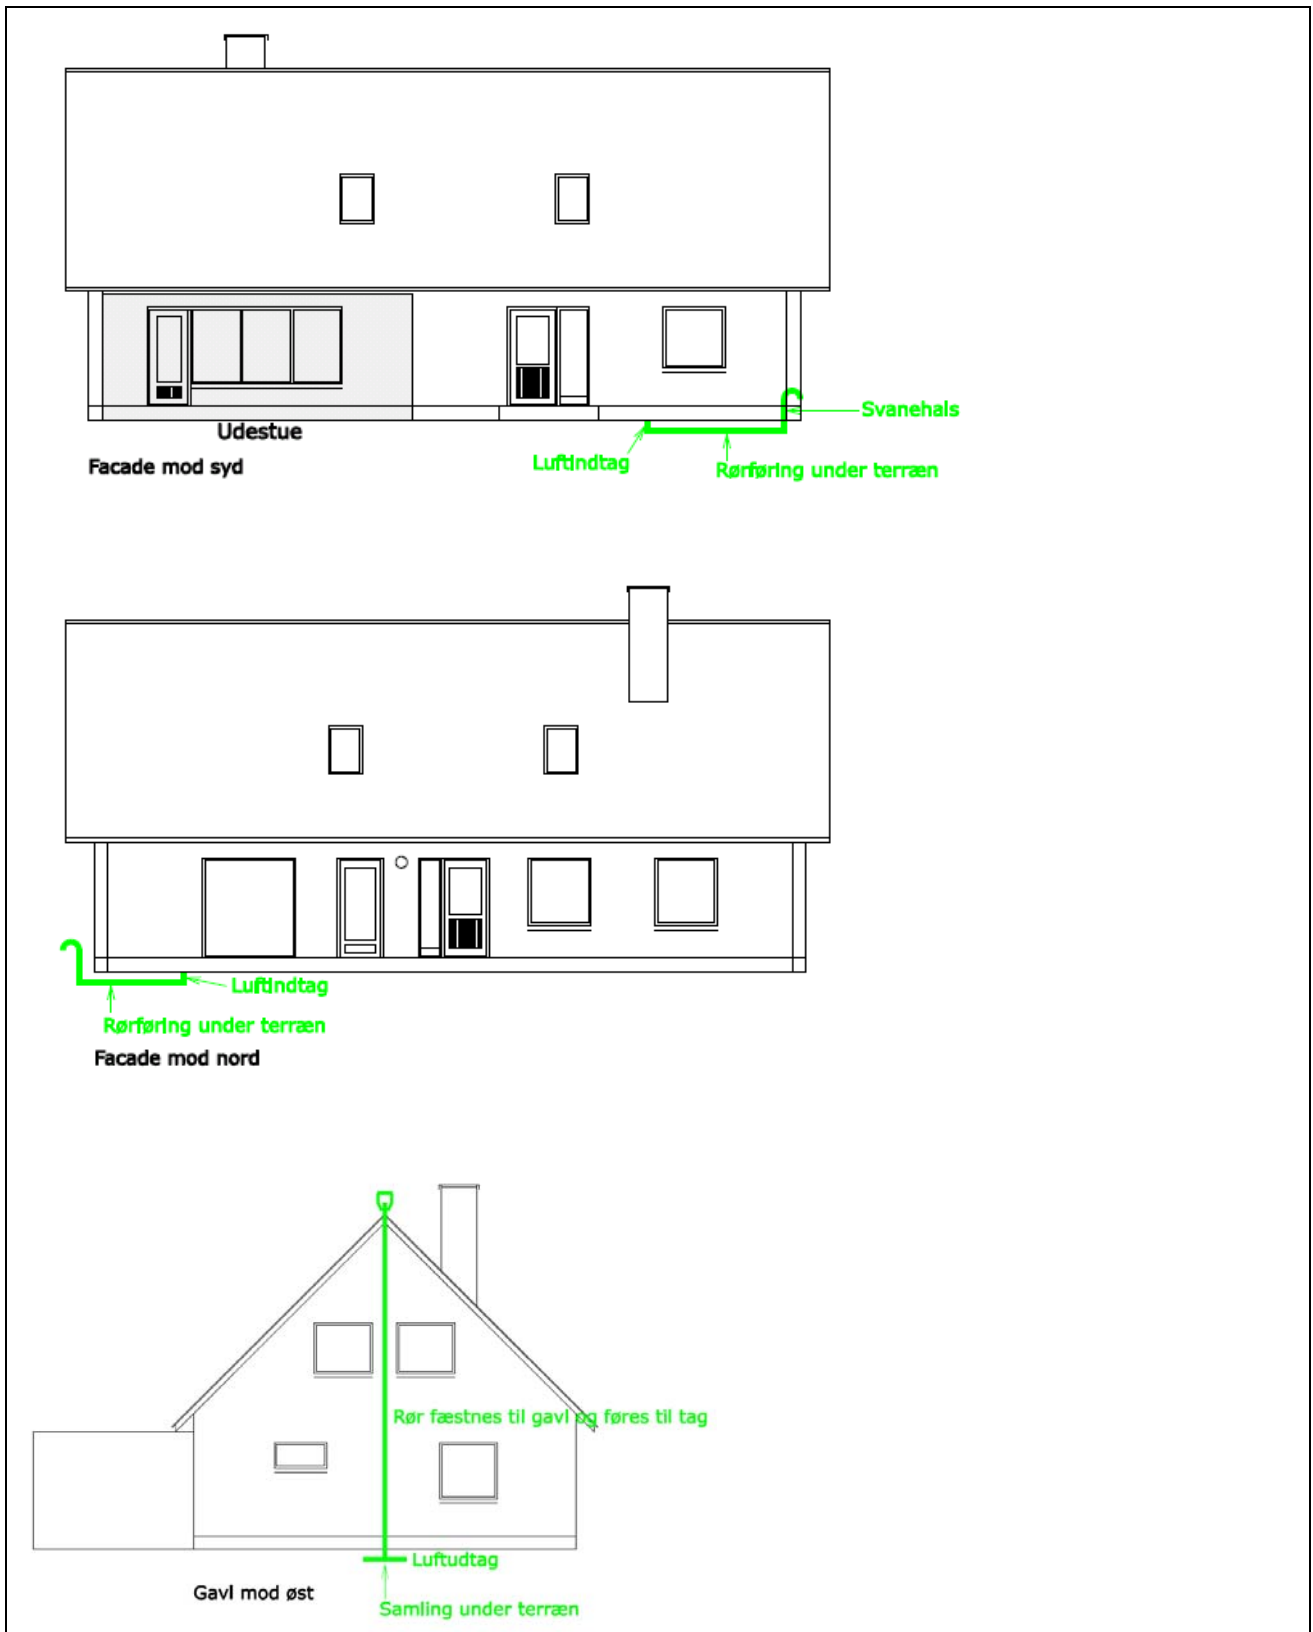 Svanehals
Udestue
Luftindtag
Facade mod syd
Rørføring under terræn
Luftindtag
Rørføring under terræn
Facade mod nord
Rør fæstnes til gavl og føres til tag
Luftudtag
Gavl mod øst
Samling under terræn